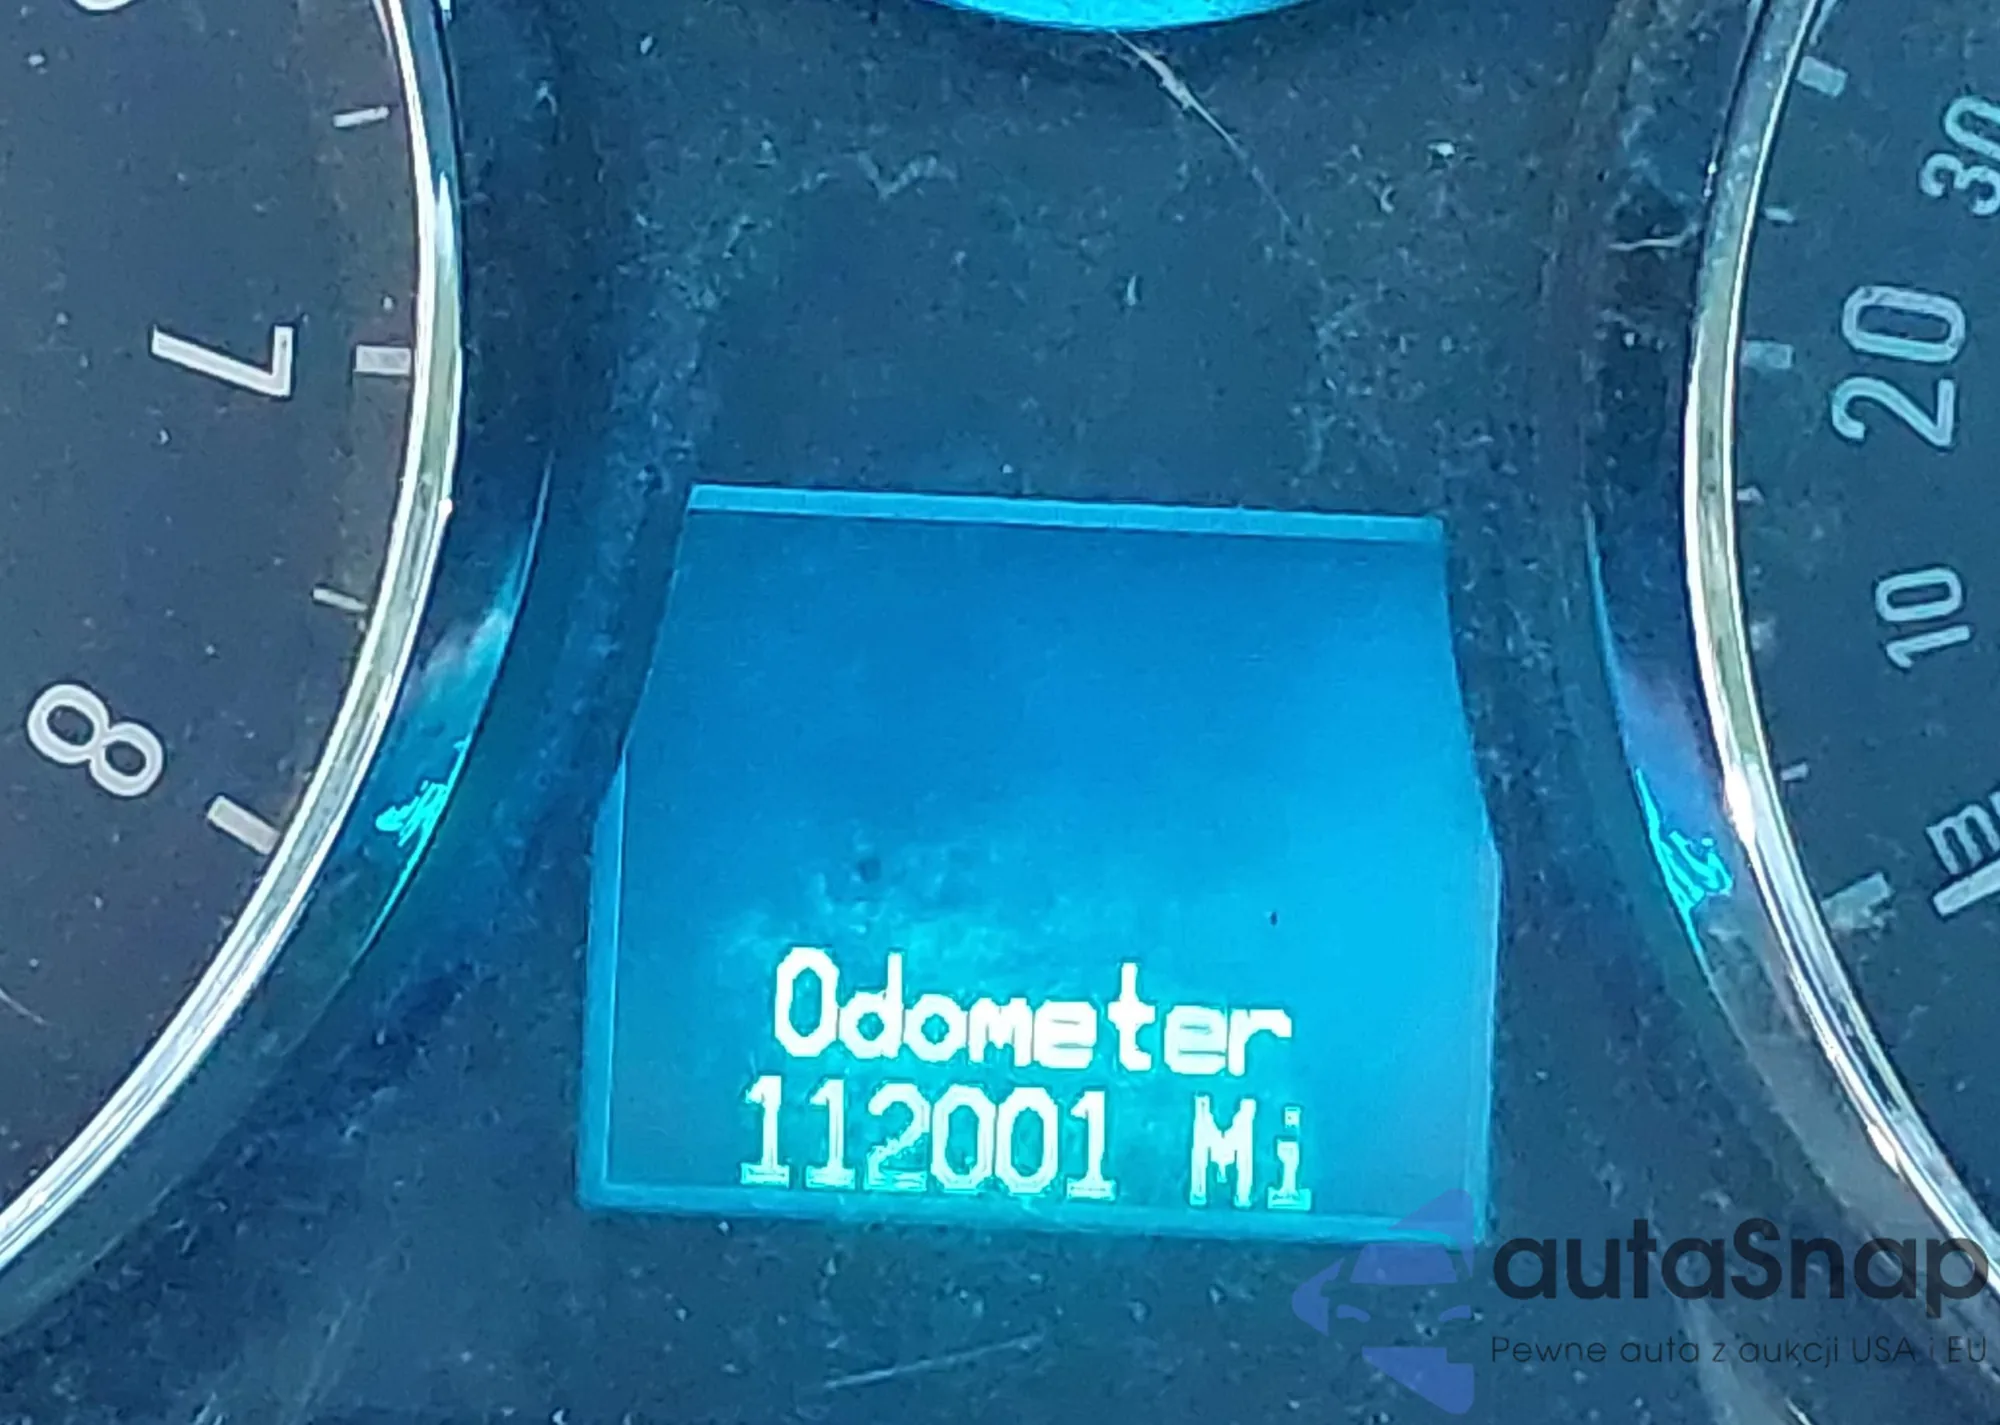 7
8
30
20
10
Odometer
112001 Mi
autaSnap
Pewne auta z aukcji USA i EU